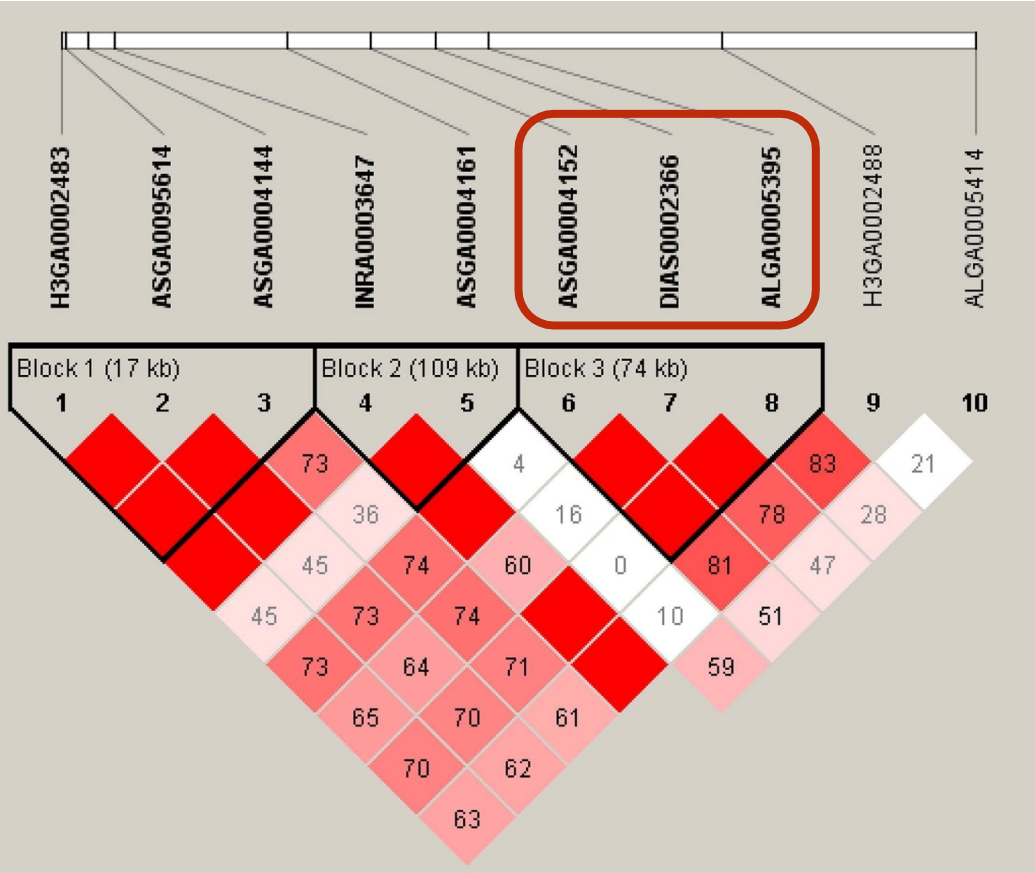 H3GA0002483
ASGA0095614
ASGA0004144
INRA0003647
ASGA0004161
ASGA0004152
DIAS0002366
ALGA0005395
H3GA0002488
ALGA0005414
Block 1 (17 kb) Block 2 (109 kb) Block 3 (74 kb)
1 2 3 4 5 6 7 8 9 10
73 4 83 21
36 16 78 28
45 74 60 0 81 47
45 73 74 10 51
73 64 71 59
65 70 61
70 62
63